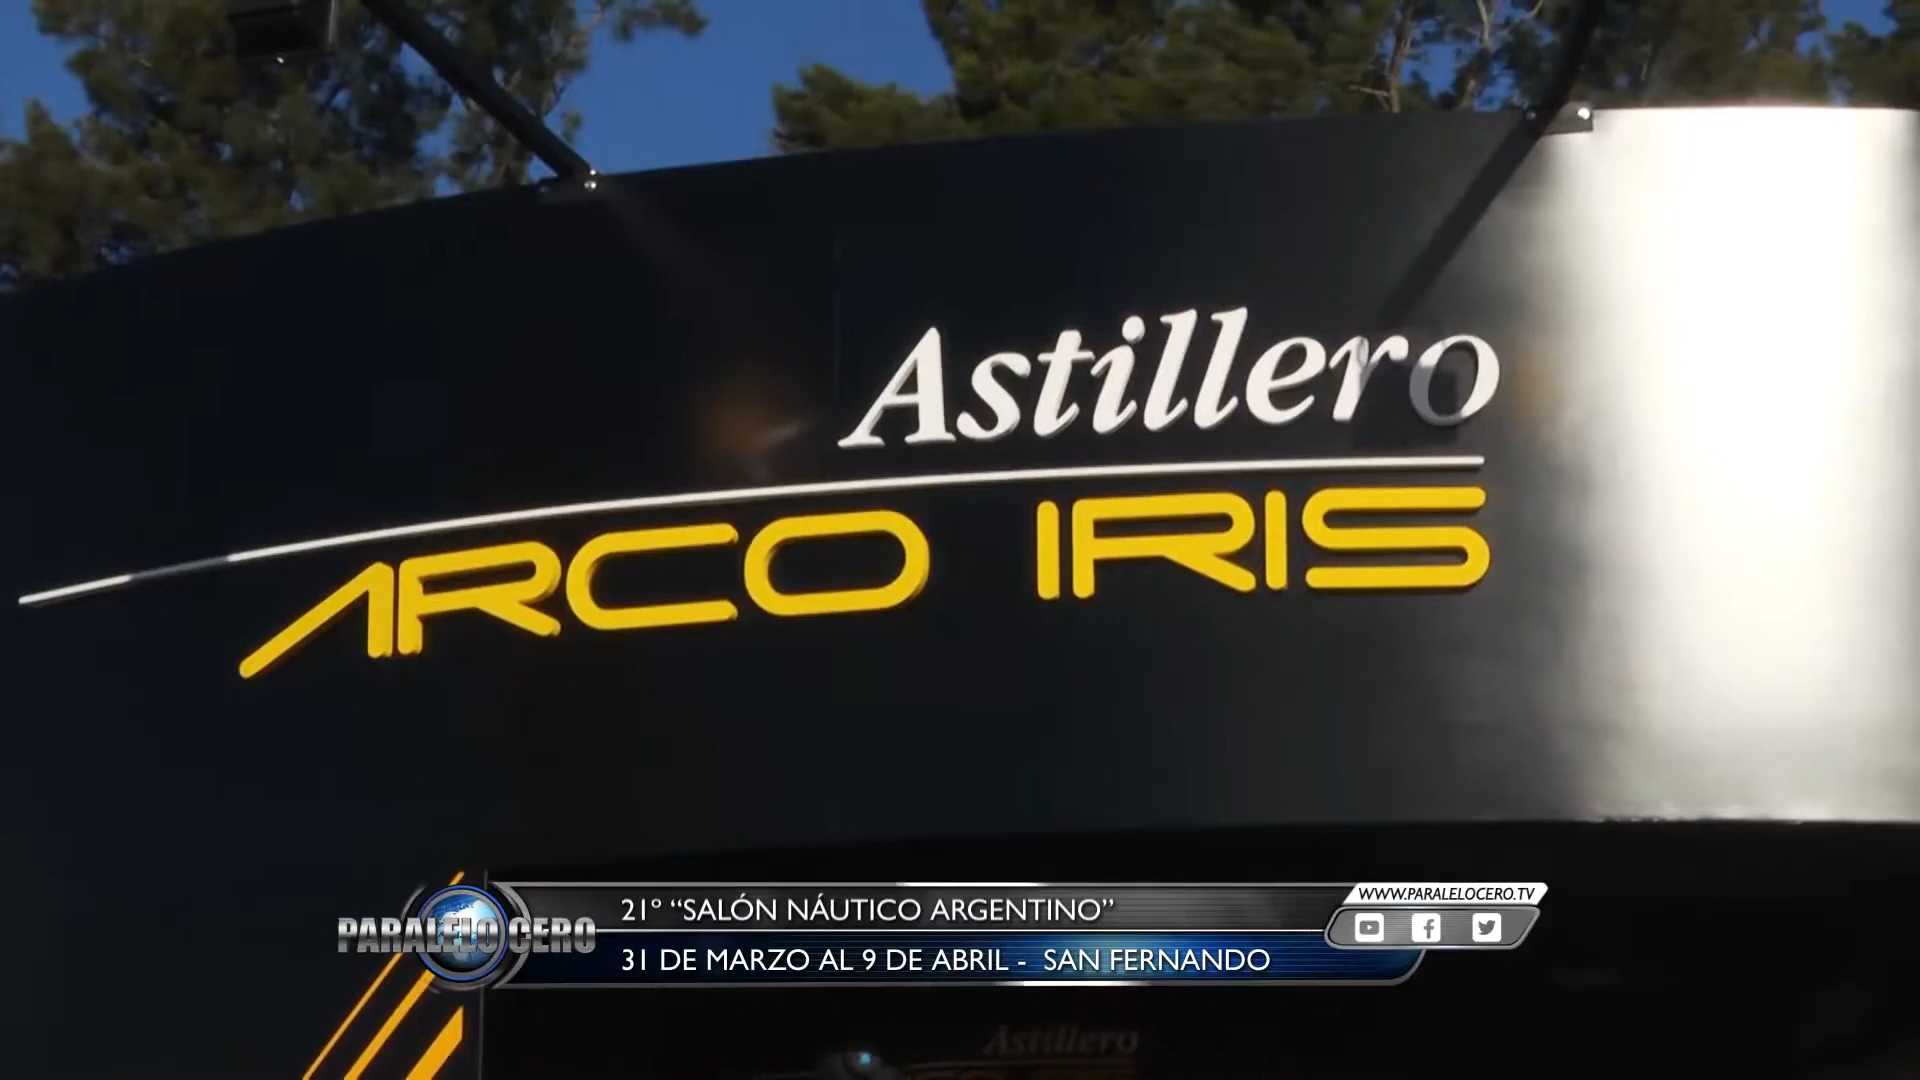 Astillero
ARCO IRIS
PARALELO CERO
21º “SALÓN NÁUTICO ARGENTINO”
31 DE MARZO AL 9 DE ABRIL - SAN FERNANDO
WWW.PARALELOCERO.TV
Astillero